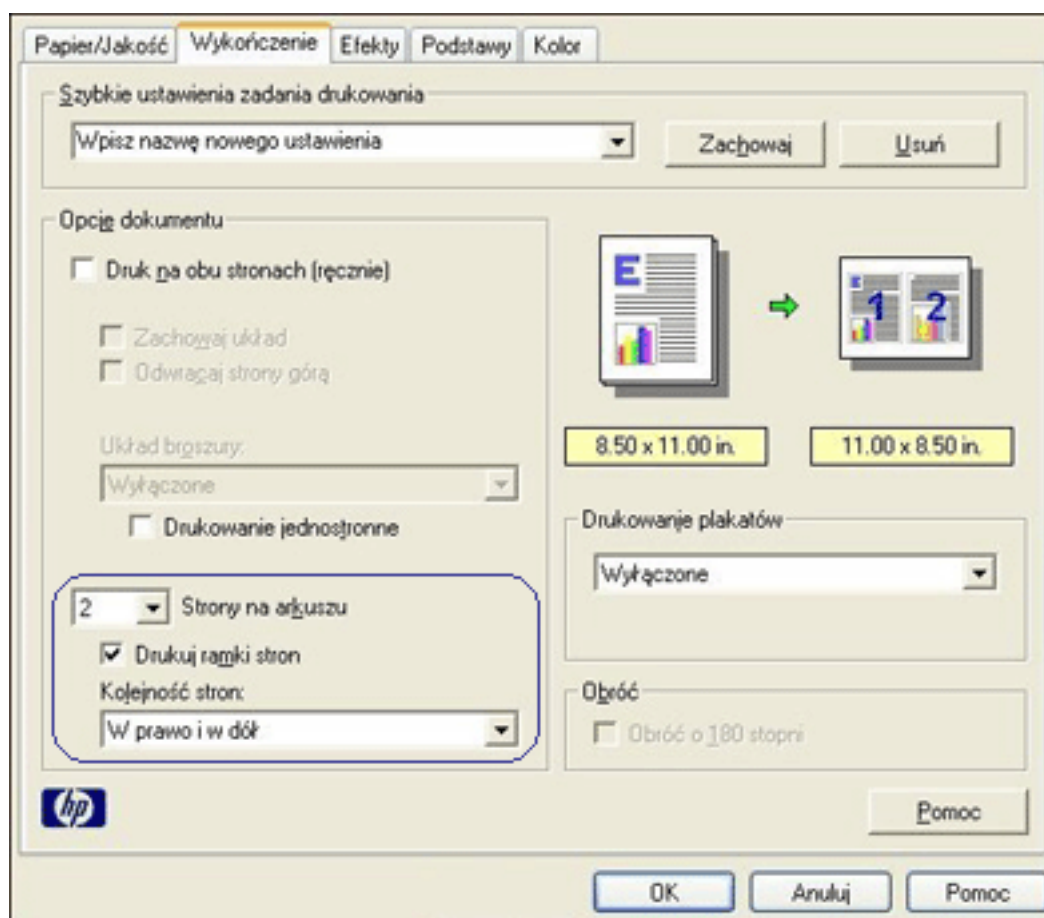 Papier/Jakość Wykończenie Efekty Podstawy Kolor
Szybkie ustawienia zadania drukowania
Wpisz nazwę nowego ustawienia
Zachowaj
Usuń
Opcje dokumentu
Druk na obu stronach (ręcznie)
Zachowaj układ
Odwracaj strony górą
Układ broszury:
Wyłączone
Drukowanie jednostronne
2 Strony na arkuszu
Drukuj ramki stron
Kolejność stron:
W prawo i w dół
E
1 2
8.50 x 11.00 in.
11.00 x 8.50 in.
Drukowanie plakatów
Wyłączone
Obróć
Obróć o 180 stopni
hp
Pomoc
OK
Anuluj
Pomoc